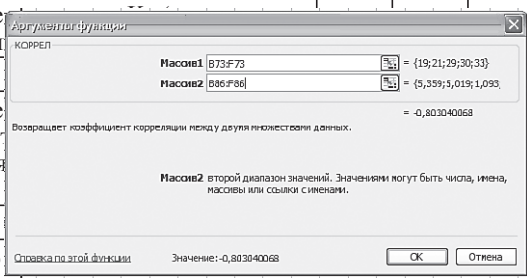 Аргументы функции
КОРРЕЛ
Массив1 B73:F73 = {19;21;29;30;33}
Массив2 B86:F86 = {5,359;5,019;1,093
= -0,803040068
Возвращает коэффициент корреляции между двумя множествами данных.
Массив2 второй диапазон значений. Значениями могут быть числа, имена,
массивы или ссылки с именами.
Справка по этой функции Значение:-0,803040068 OK Отмена